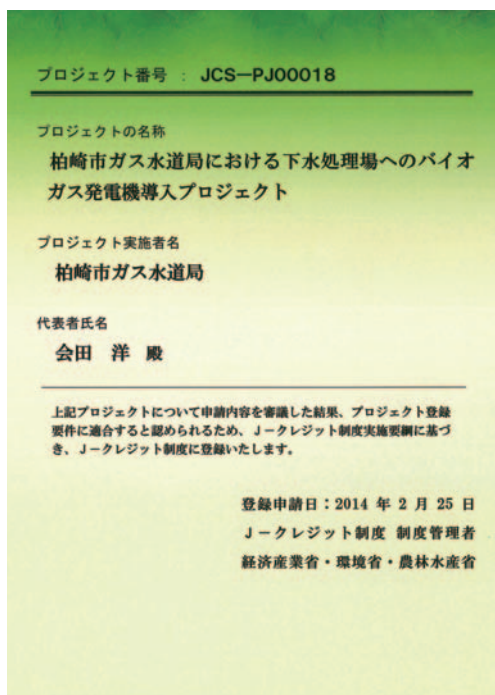 プロジェクト番号 : JCS－PJ00018
プロジェクトの名称
柏崎市ガス水道局における下水処理場へのバイオ
ガス発電機導入プロジェクト
プロジェクト実施者名
柏崎市ガス水道局
代表者氏名
会田 洋 殿
上記プロジェクトについて申請内容を審議した結果、プロジェクト登録
要件に適合すると認められるため、Ｊ－クレジット制度実施要綱に基づ
き、Ｊ－クレジット制度に登録いたします。
登録申請日：2014 年 2 月 25 日
Ｊ－クレジット制度 制度管理者
経済産業省・環境省・農林水産省